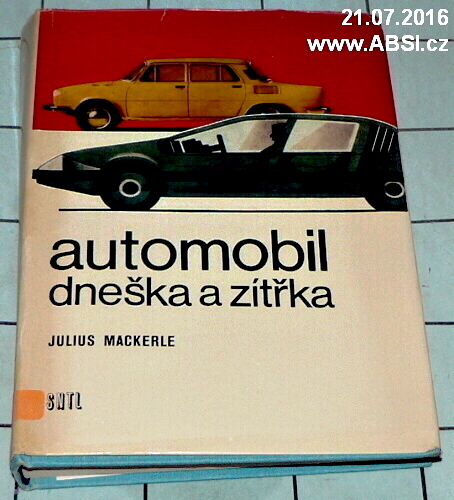 21.07.2016
www.ABSI.cz
automobil
dneška a zítřka
JULIUS MACKERLE
SNTL